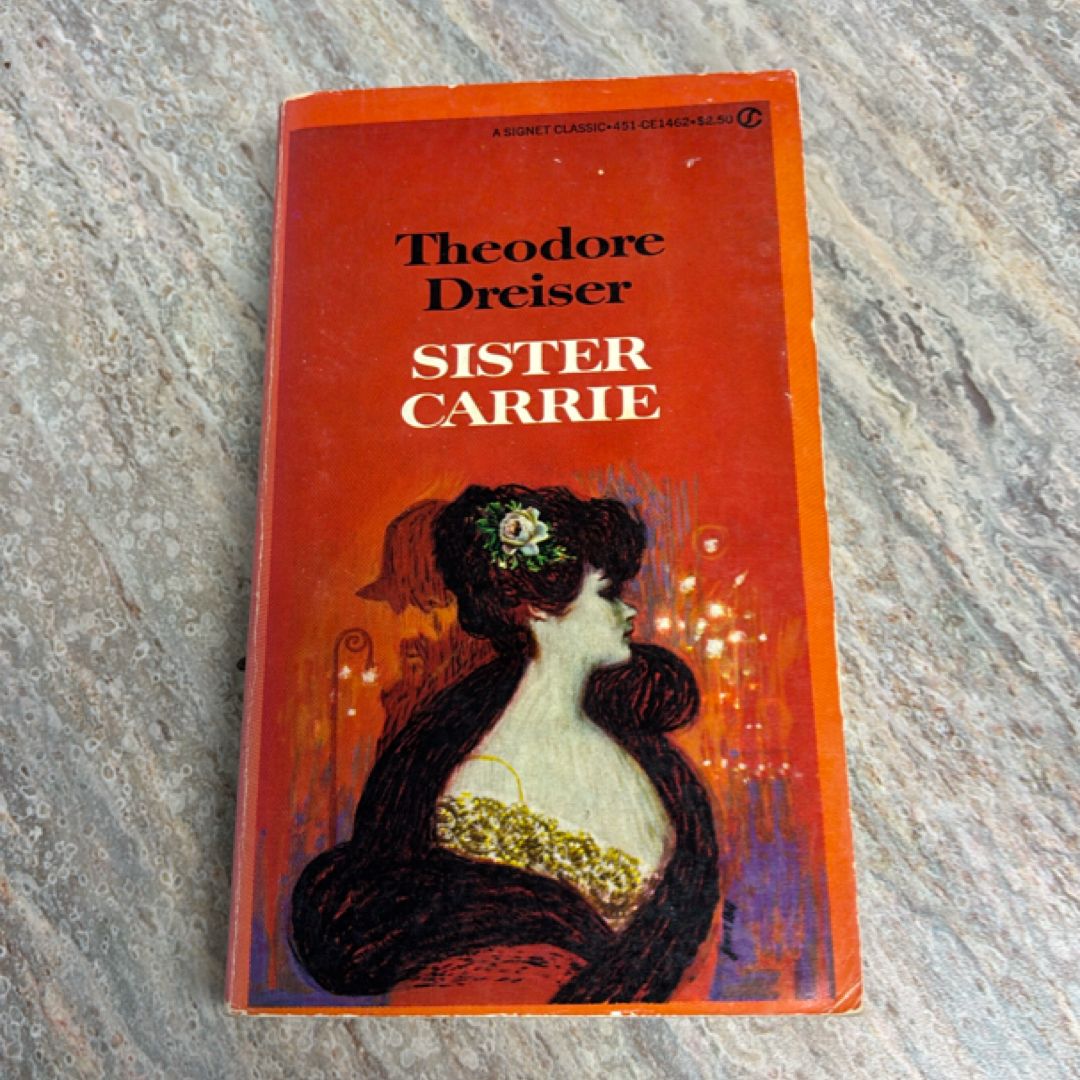 A SIGNET CLASSIC•451-CE1462•$2.50
Theodore
Dreiser
SISTER
CARRIE